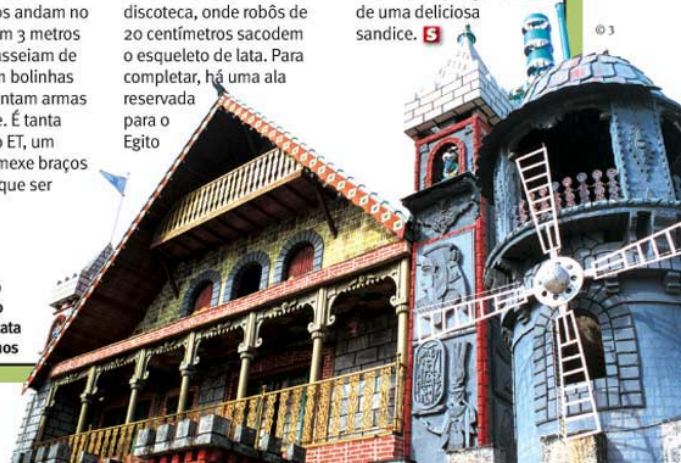 os andam no
m 3 metros
asseiam de
m bolinhas
ntam armas
e. É tanta
o ET, um
mexe braços
que ser
o
ata
nos
discoteca, onde robôs de
20 centímetros sacodem
o esqueleto de lata. Para
completar, há uma ala
reservada
para o
Egito
de uma deliciosa
sandice. S
© 3